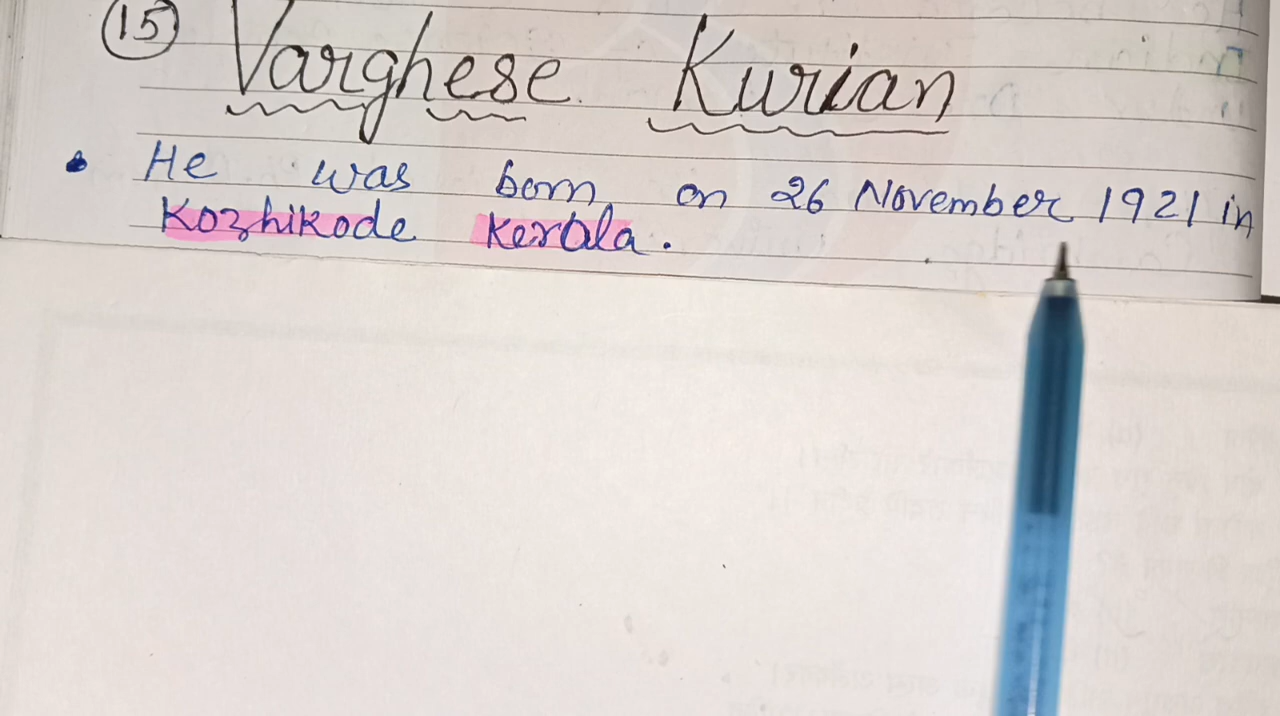 15 Varghese Kurian
• He was born on 26 November 1921 in
Kozhikode Kerala.